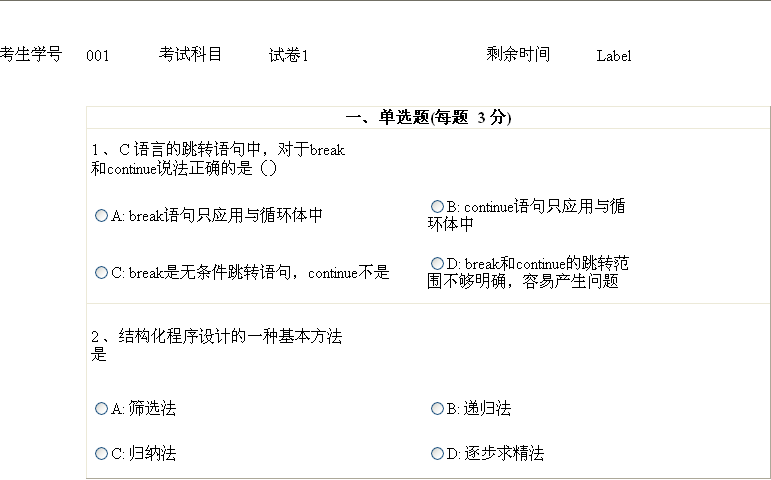 考生学号 001 考试科目 试卷1 剩余时间 Label
一、单选题(每题 3 分)
1、C 语言的跳转语句中，对于break
和continue说法正确的是（）
A: break语句只应用与循环体中
B: continue语句只应用与循
环体中
C: break是无条件跳转语句，continue不是
D: break和continue的跳转范
围不够明确，容易产生问题
2、结构化程序设计的一种基本方法
是
A: 筛选法
B: 递归法
C: 归纳法
D: 逐步求精法